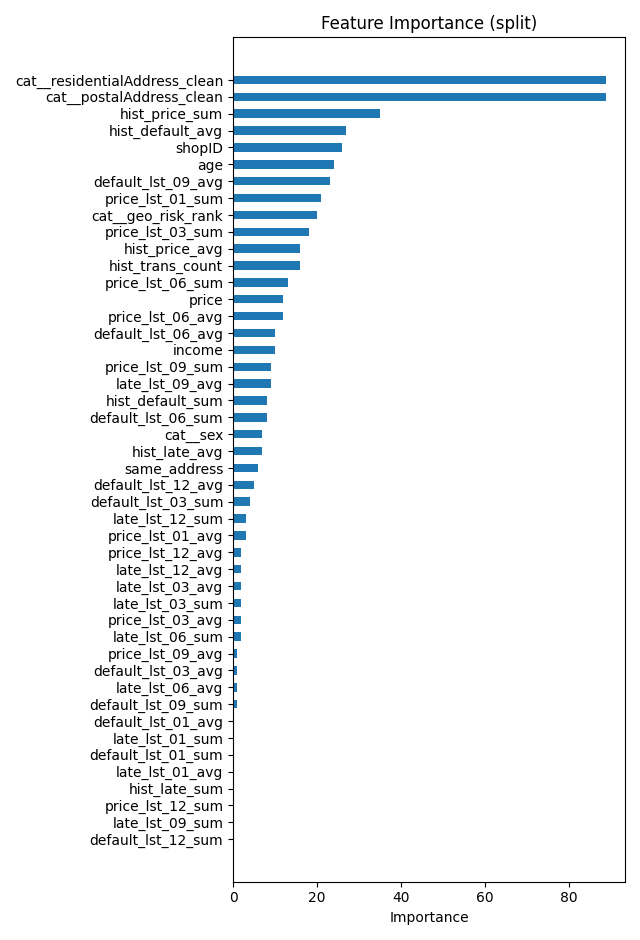 Feature Importance (split)
cat__residentialAddress_clean
cat__postalAddress_clean
hist_price_sum
hist_default_avg
shopID
age
default_lst_09_avg
price_lst_01_sum
cat__geo_risk_rank
price_lst_03_sum
hist_price_avg
hist_trans_count
price_lst_06_sum
price
price_lst_06_avg
default_lst_06_avg
income
price_lst_09_sum
late_lst_09_avg
hist_default_sum
default_lst_06_sum
cat__sex
hist_late_avg
same_address
default_lst_12_avg
default_lst_03_sum
late_lst_12_sum
price_lst_01_avg
price_lst_12_avg
late_lst_12_avg
late_lst_03_avg
late_lst_03_sum
price_lst_03_avg
late_lst_06_sum
price_lst_09_avg
default_lst_03_avg
late_lst_06_avg
default_lst_09_sum
default_lst_01_avg
late_lst_01_sum
default_lst_01_sum
late_lst_01_avg
hist_late_sum
price_lst_12_sum
late_lst_09_sum
default_lst_12_sum
0 20 40 60 80
Importance